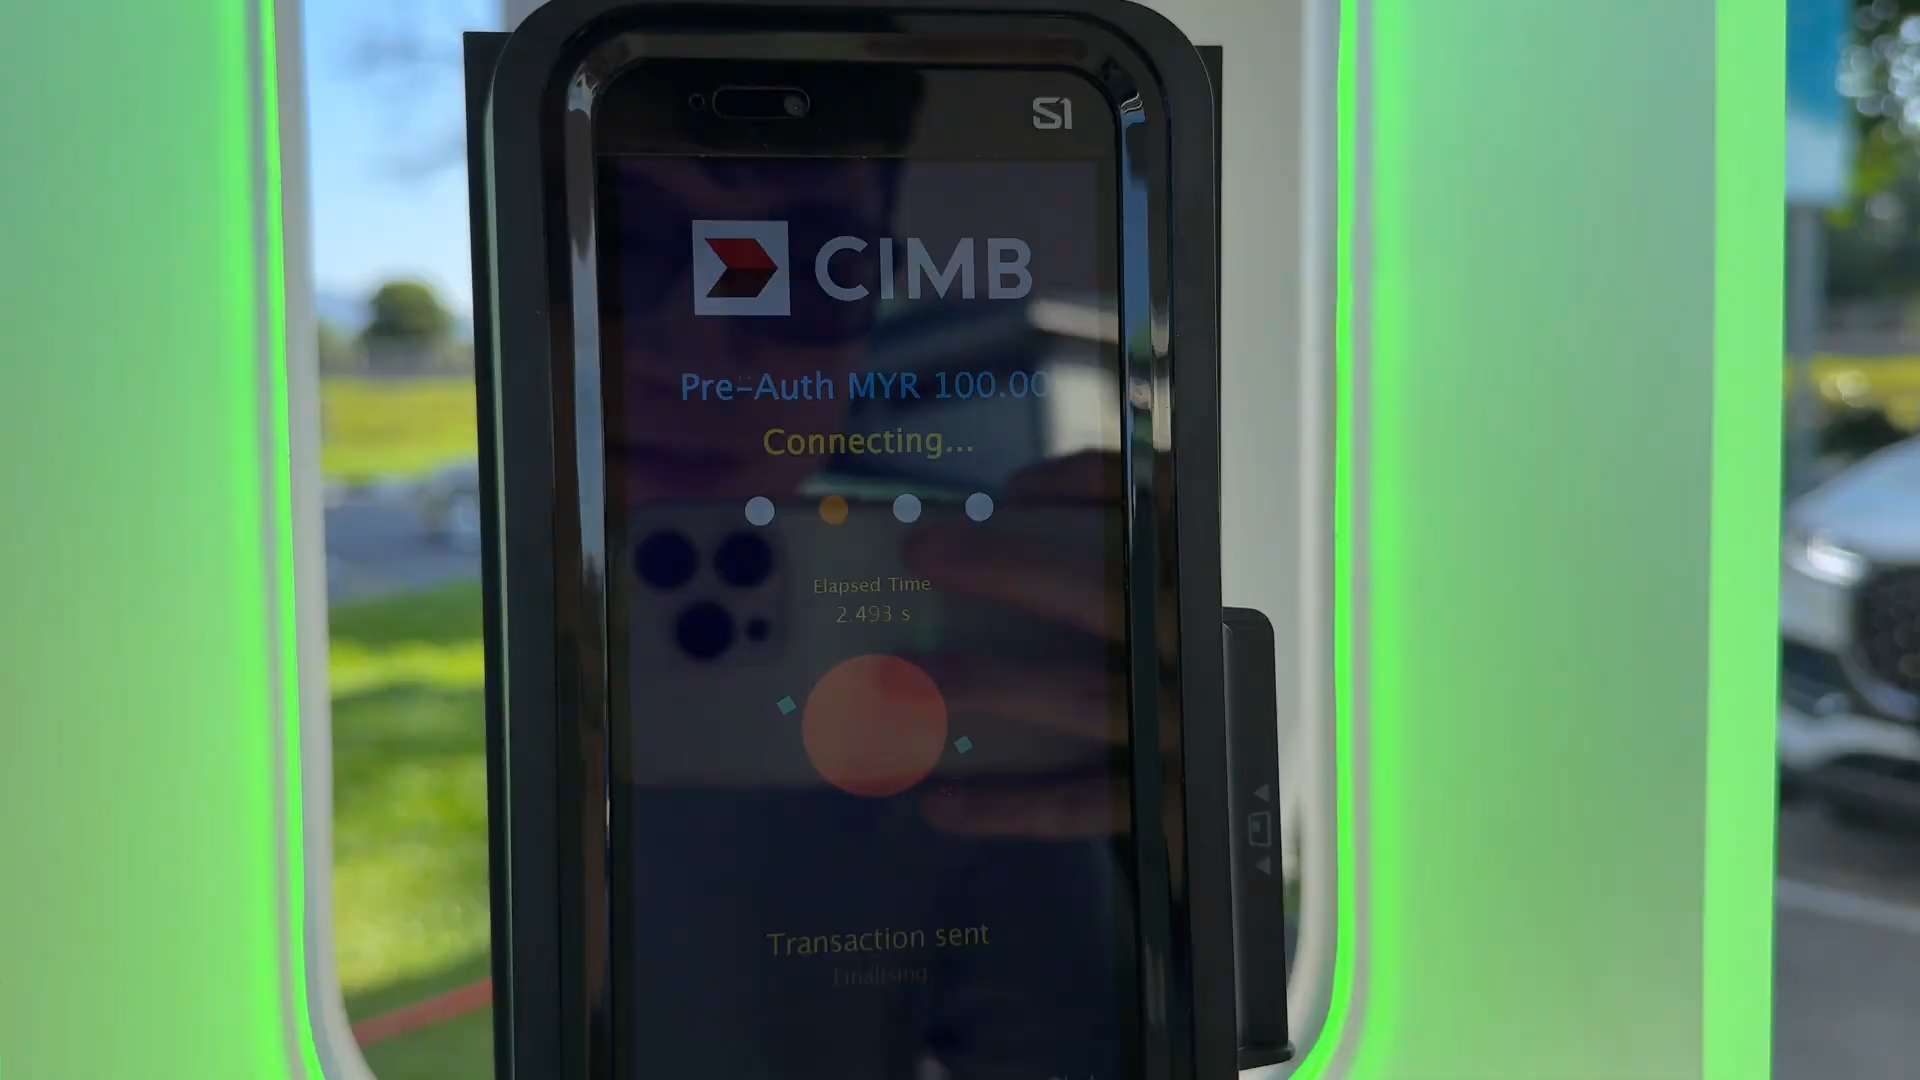 S1
CIMB
Pre-Auth MYR 100.00
Connecting...
Elapsed Time
2.493 s
Transaction sent
Finalising